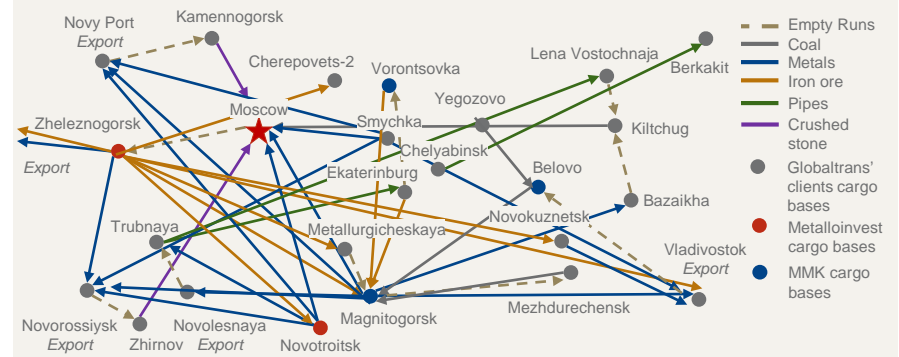 Novy Port
Export
Kamennogorsk
Cherepovets-2
Vorontsovka
Lena Vostochnaja
Berkakit
Moscow
Yegozovo
Smychka
Zheleznogorsk
Kiltchug
Export
Chelyabinsk
Ekaterinburg
Belovo
Bazaikha
Trubnaya
Metallurgicheskaya
Novokuznetsk
Vladivostok
Export
Magnitogorsk
Mezhdurechensk
Novorossiysk
Export
Zhirnov
Novolesnaya
Export
Novotroitsk
Empty Runs
Coal
Metals
Iron ore
Pipes
Crushed
stone
Globaltrans'
clients cargo
bases
Metalloinvest
cargo bases
MMK cargo
bases